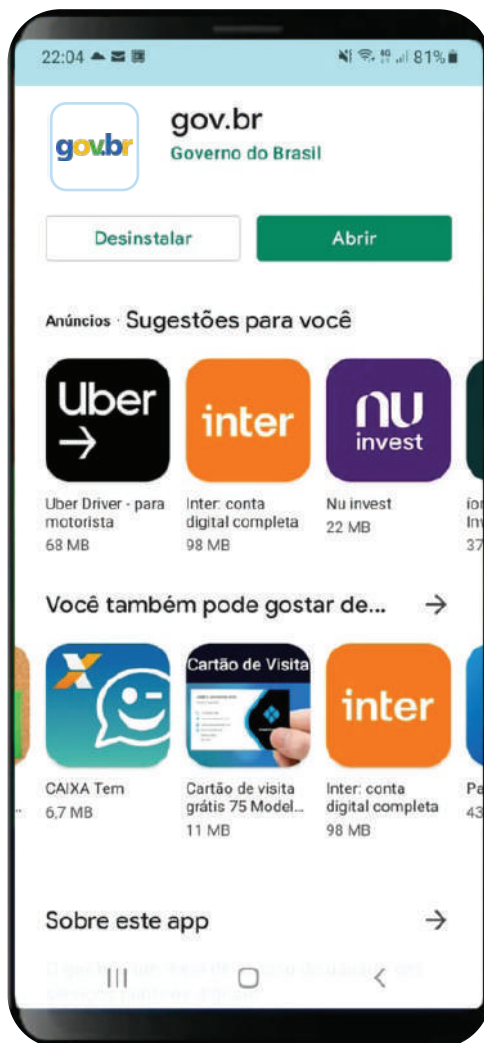 22:04
81%
gov.br
gov.br
Governo do Brasil
Desinstalar
Abrir
Anúncios · Sugestões para você
Uber
inter
nu
invest
Uber Driver - para
motorista
68 MB
Inter: conta
digital completa
98 MB
Nu invest
22 MB
37
Você também pode gostar de...
Cartão de Visita
inter
CAIXA Tem
6,7 MB
Cartão de visita
grátis 75 Model...
11 MB
Inter: conta
digital completa
98 MB
Pa
43
Sobre este app